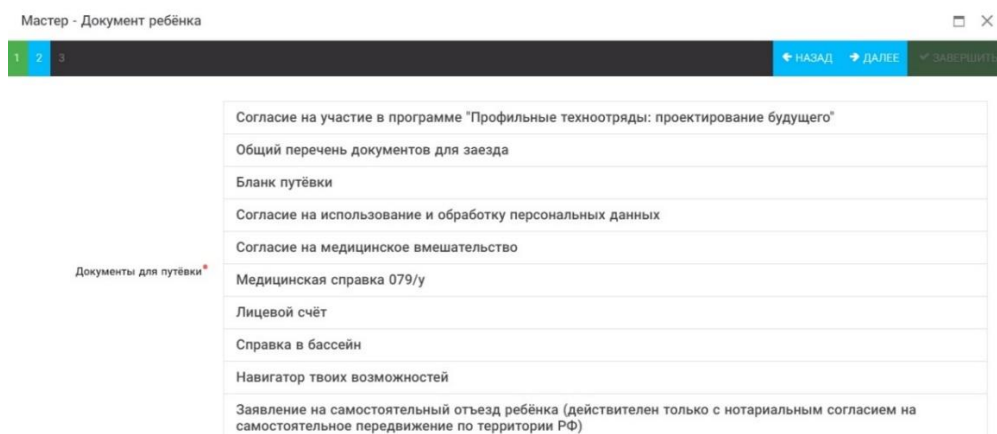 Мастер - Документ ребёнка
1 2 3 НАЗАД ДАЛЕЕ ЗАВЕРШИТЬ
Согласие на участие в программе "Профильные техноотряды: проектирование будущего"
Общий перечень документов для заезда
Бланк путёвки
Согласие на использование и обработку персональных данных
Согласие на медицинское вмешательство
Документы для путёвки*
Медицинская справка 079/у
Лицевой счёт
Справка в бассейн
Навигатор твоих возможностей
Заявление на самостоятельный отъезд ребёнка (действителен только с нотариальным согласием на
самостоятельное передвижение по территории РФ)